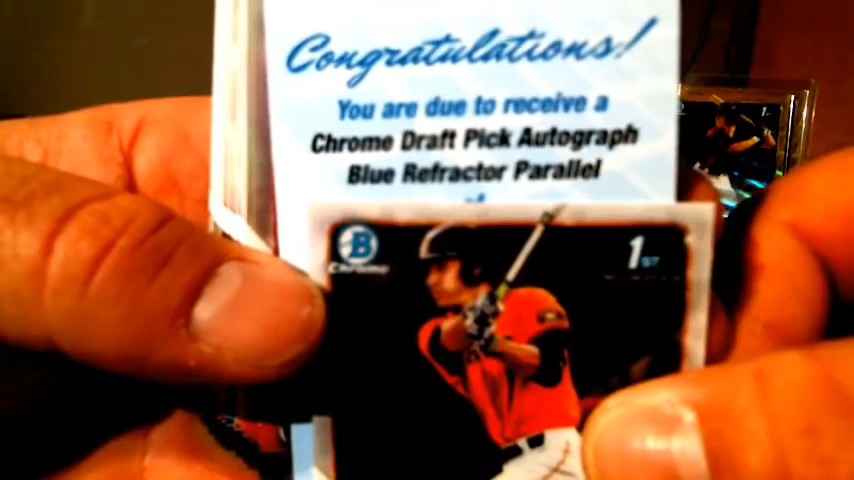 Congratulations!
You are due to receive a
Chrome Draft Pick Autograph
Blue Refractor Parallel
B
Chrome
1ST